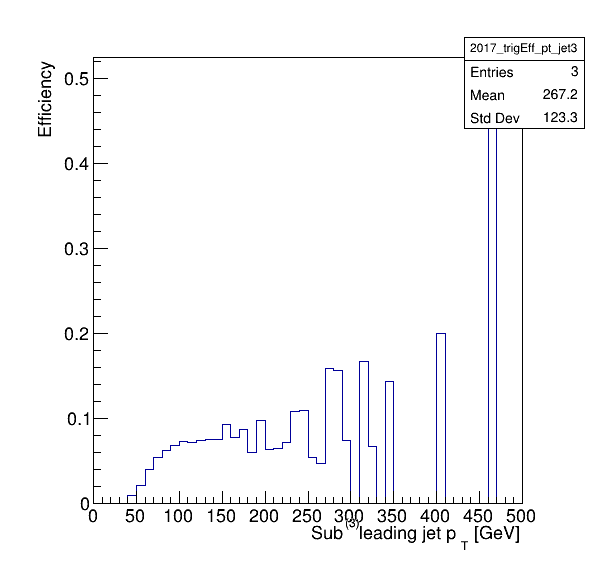 2017_trigEff_pt_jet3
Entries 3
Mean 267.2
Std Dev 123.3
Efficiency
0.5
0.4
0.3
0.2
0.1
0
0 50 100 150 200 250 300 350 400 450 500
Sub(3)leading jet pT [GeV]